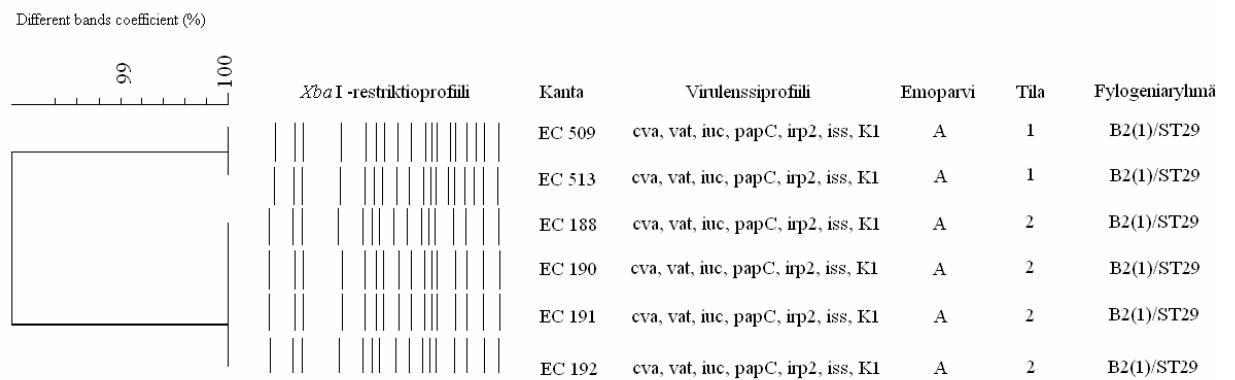 Different bands coefficient (%)
99 100
Xba I -restriktioprofiili Kanta Virulenssiprofiili Emoparvi Tila Fylogeniaryhmä
EC 509 cva, vat, iuc, papC, irp2, iss, K1 A 1 B2(1)/ST29
EC 513 cva, vat, iuc, papC, irp2, iss, K1 A 1 B2(1)/ST29
EC 188 cva, vat, iuc, papC, irp2, iss, K1 A 2 B2(1)/ST29
EC 190 cva, vat, iuc, papC, irp2, iss, K1 A 2 B2(1)/ST29
EC 191 cva, vat, iuc, papC, irp2, iss, K1 A 2 B2(1)/ST29
EC 192 cva, vat, iuc, papC, irp2, iss, K1 A 2 B2(1)/ST29